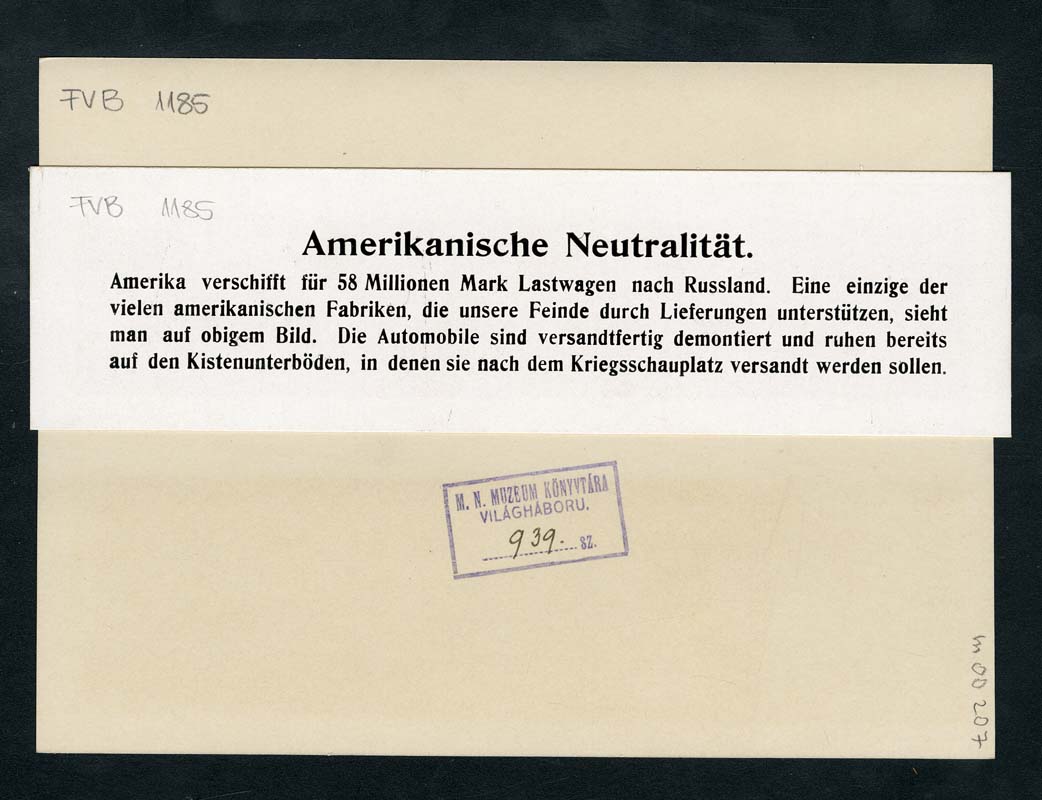 FVB 1185
FVB 1185
Amerikanische Neutralität.
Amerika verschifft für 58 Millionen Mark Lastwagen nach Russland. Eine einzige der
vielen amerikanischen Fabriken, die unsere Feinde durch Lieferungen unterstützen, sieht
man auf obigem Bild. Die Automobile sind versandtfertig demontiert und ruhen bereits
auf den Kistenunterböden, in denen sie nach dem Kriegsschauplatz versandt werden sollen.
M. N. MUZEUM KÖNYVTÁRA
VILÁGHÁBORU.
939. SZ.
m 00 207